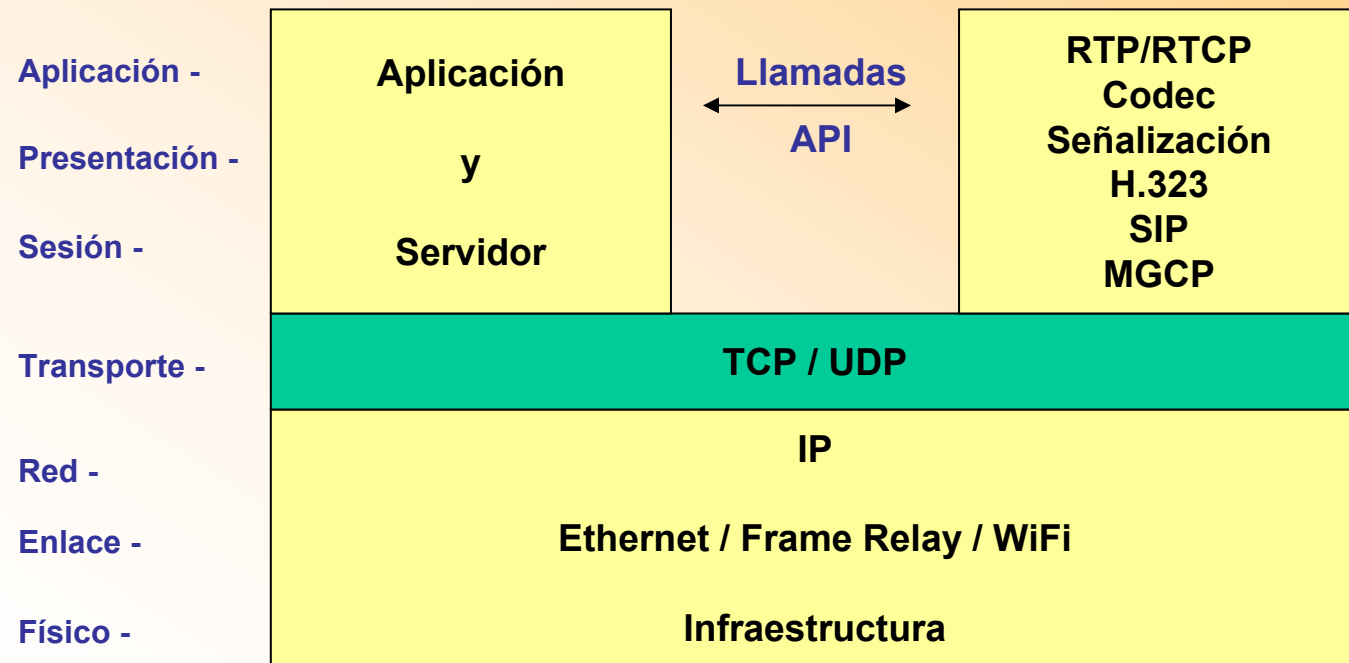 Aplicación -
Presentación -
Sesión -
Transporte -
Red -
Enlace -
Físico -
Aplicación
y
Servidor
Llamadas
API
RTP/RTCP
Codec
Señalización
H.323
SIP
MGCP
TCP / UDP
IP
Ethernet / Frame Relay / WiFi
Infraestructura